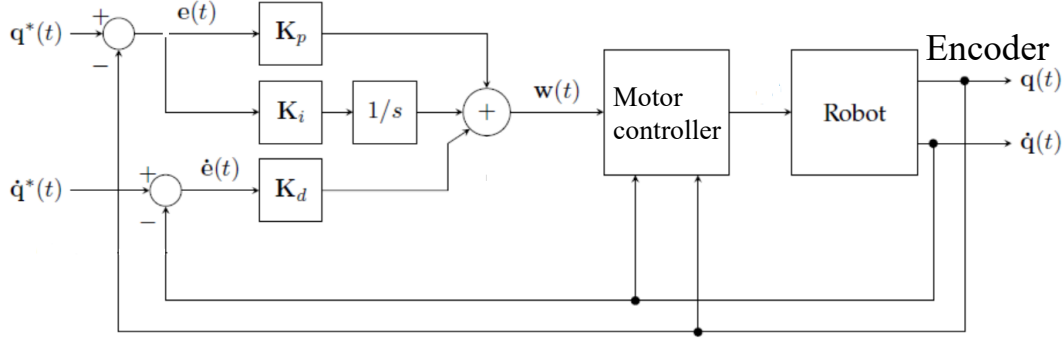 q*(t)
+
−
e(t)
K_p
K_i
1/s
+
w(t)
Motor
controller
Robot
Encoder
q(t)
q̇(t)
q̇*(t)
+
−
ė(t)
K_d